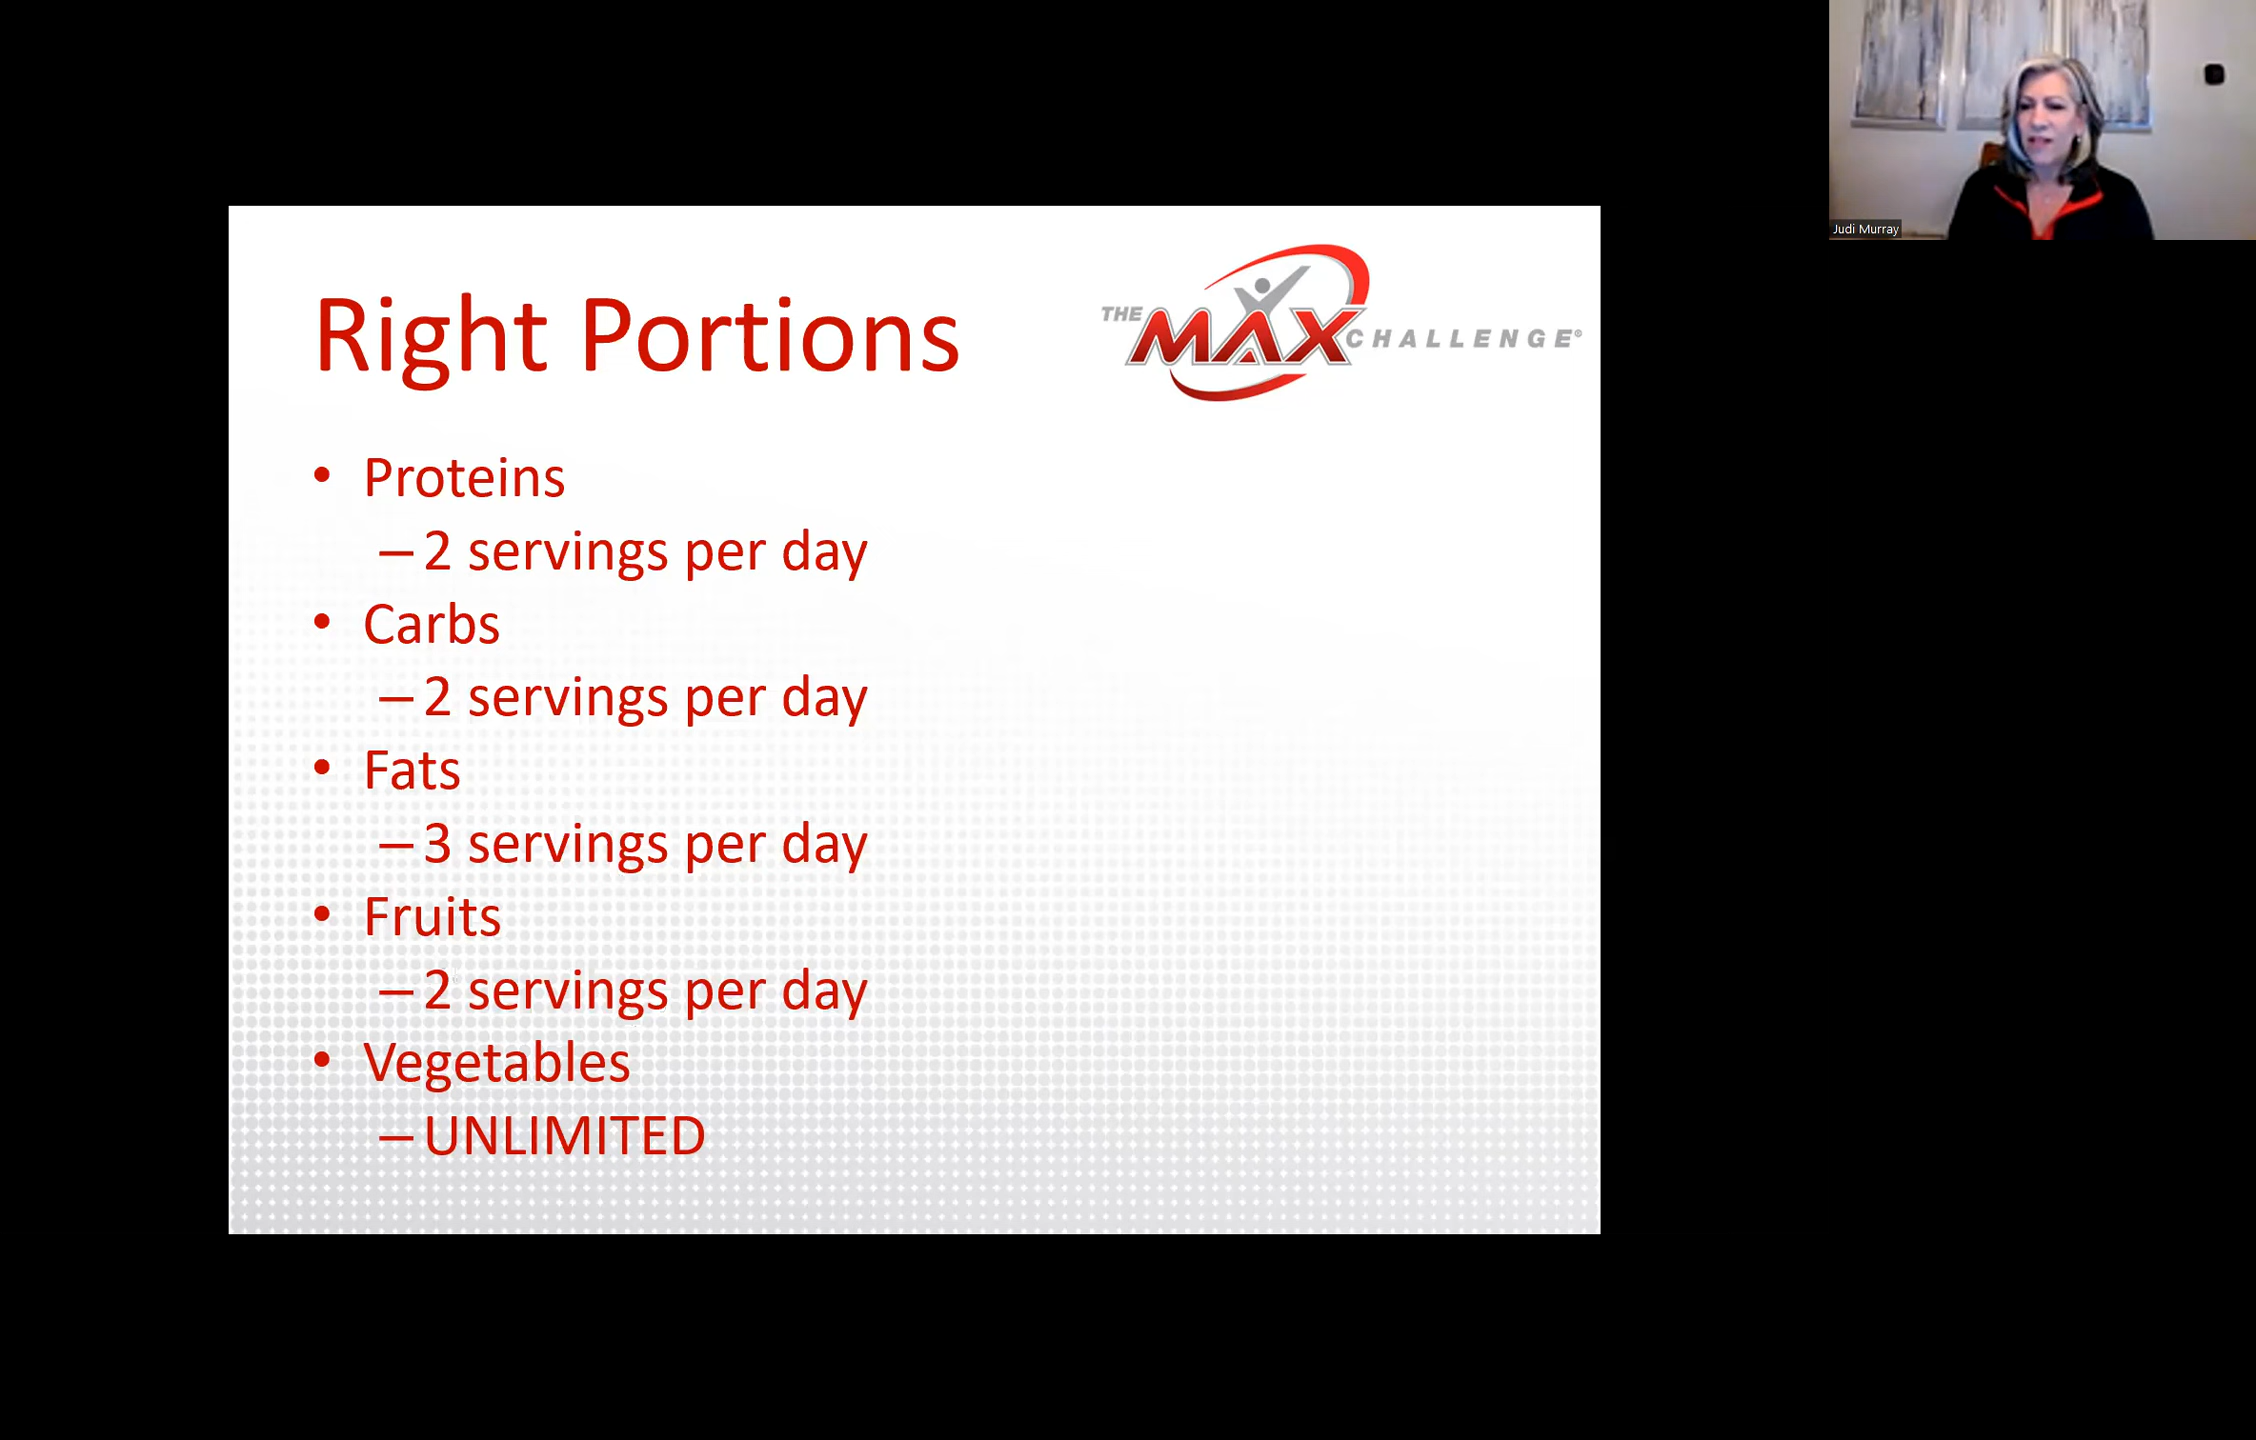 Judi Murray
Right Portions
THE MAX CHALLENGE®
• Proteins
– 2 servings per day
• Carbs
– 2 servings per day
• Fats
– 3 servings per day
• Fruits
– 2 servings per day
• Vegetables
– UNLIMITED